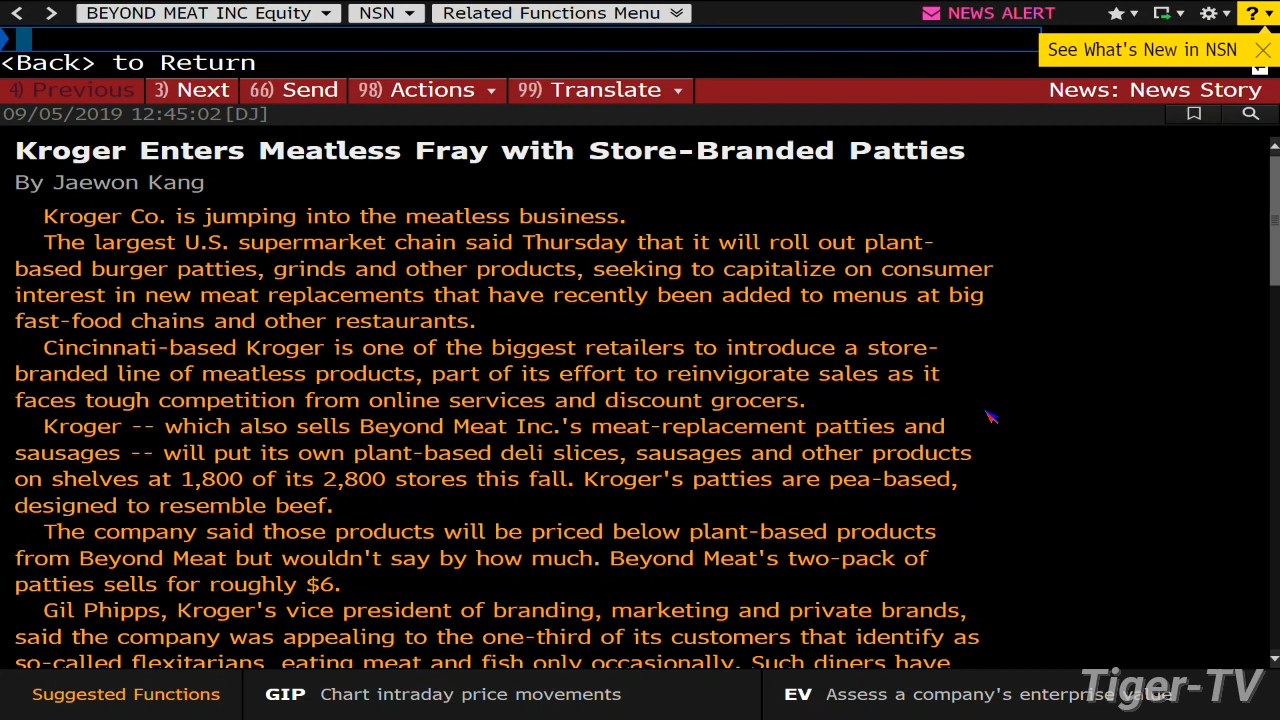 BEYOND MEAT INC Equity NSN Related Functions Menu NEWS ALERT ?
See What's New in NSN
<Back> to Return
4) Previous 3) Next 66) Send 98) Actions 99) Translate News: News Story
09/05/2019 12:45:02[DJ]
Kroger Enters Meatless Fray with Store-Branded Patties
By Jaewon Kang
Kroger Co. is jumping into the meatless business.
The largest U.S. supermarket chain said Thursday that it will roll out plant-
based burger patties, grinds and other products, seeking to capitalize on consumer
interest in new meat replacements that have recently been added to menus at big
fast-food chains and other restaurants.
Cincinnati-based Kroger is one of the biggest retailers to introduce a store-
branded line of meatless products, part of its effort to reinvigorate sales as it
faces tough competition from online services and discount grocers.
Kroger -- which also sells Beyond Meat Inc.'s meat-replacement patties and
sausages -- will put its own plant-based deli slices, sausages and other products
on shelves at 1,800 of its 2,800 stores this fall. Kroger's patties are pea-based,
designed to resemble beef.
The company said those products will be priced below plant-based products
from Beyond Meat but wouldn't say by how much. Beyond Meat's two-pack of
patties sells for roughly $6.
Gil Phipps, Kroger's vice president of branding, marketing and private brands,
said the company was appealing to the one-third of its customers that identify as
so-called flexitarians, eating meat and fish only occasionally. Such diners have
Suggested Functions GIP Chart intraday price movements EV Assess a company's enterprise value
Tiger-TV